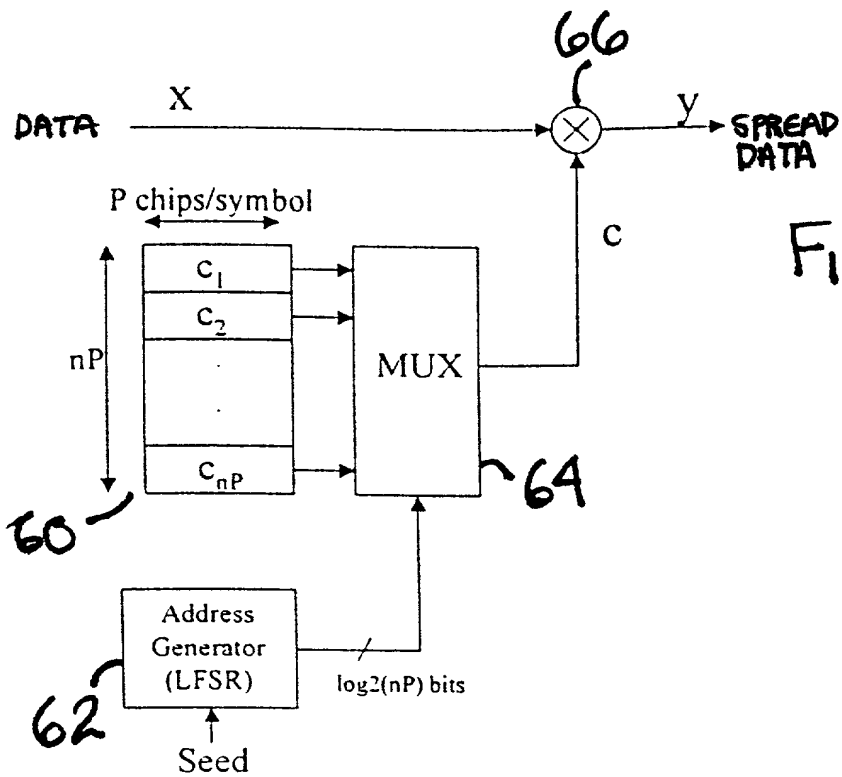 66
X
y
DATA
SPREAD
DATA
P chips/symbol
c
FI
c1
c2
nP
MUX
.
.
cnP
64
60
Address
Generator
(LFSR)
log2(nP) bits
62
Seed